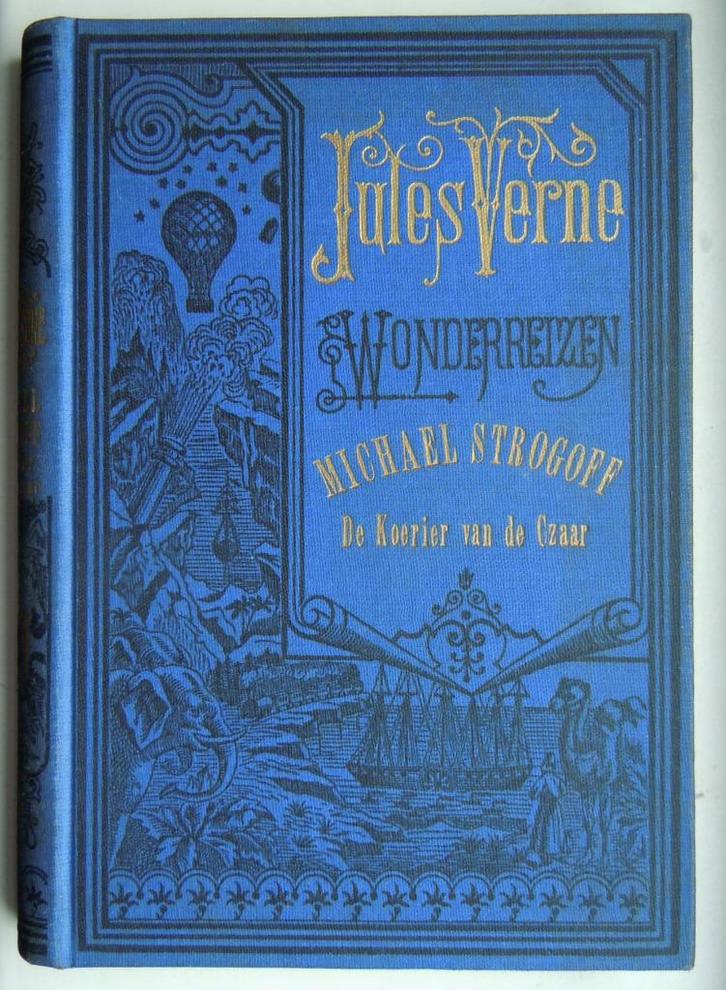 Jules Verne
Wonderreizen
MICHAEL STROGOFF
De Koerier van de Czaar